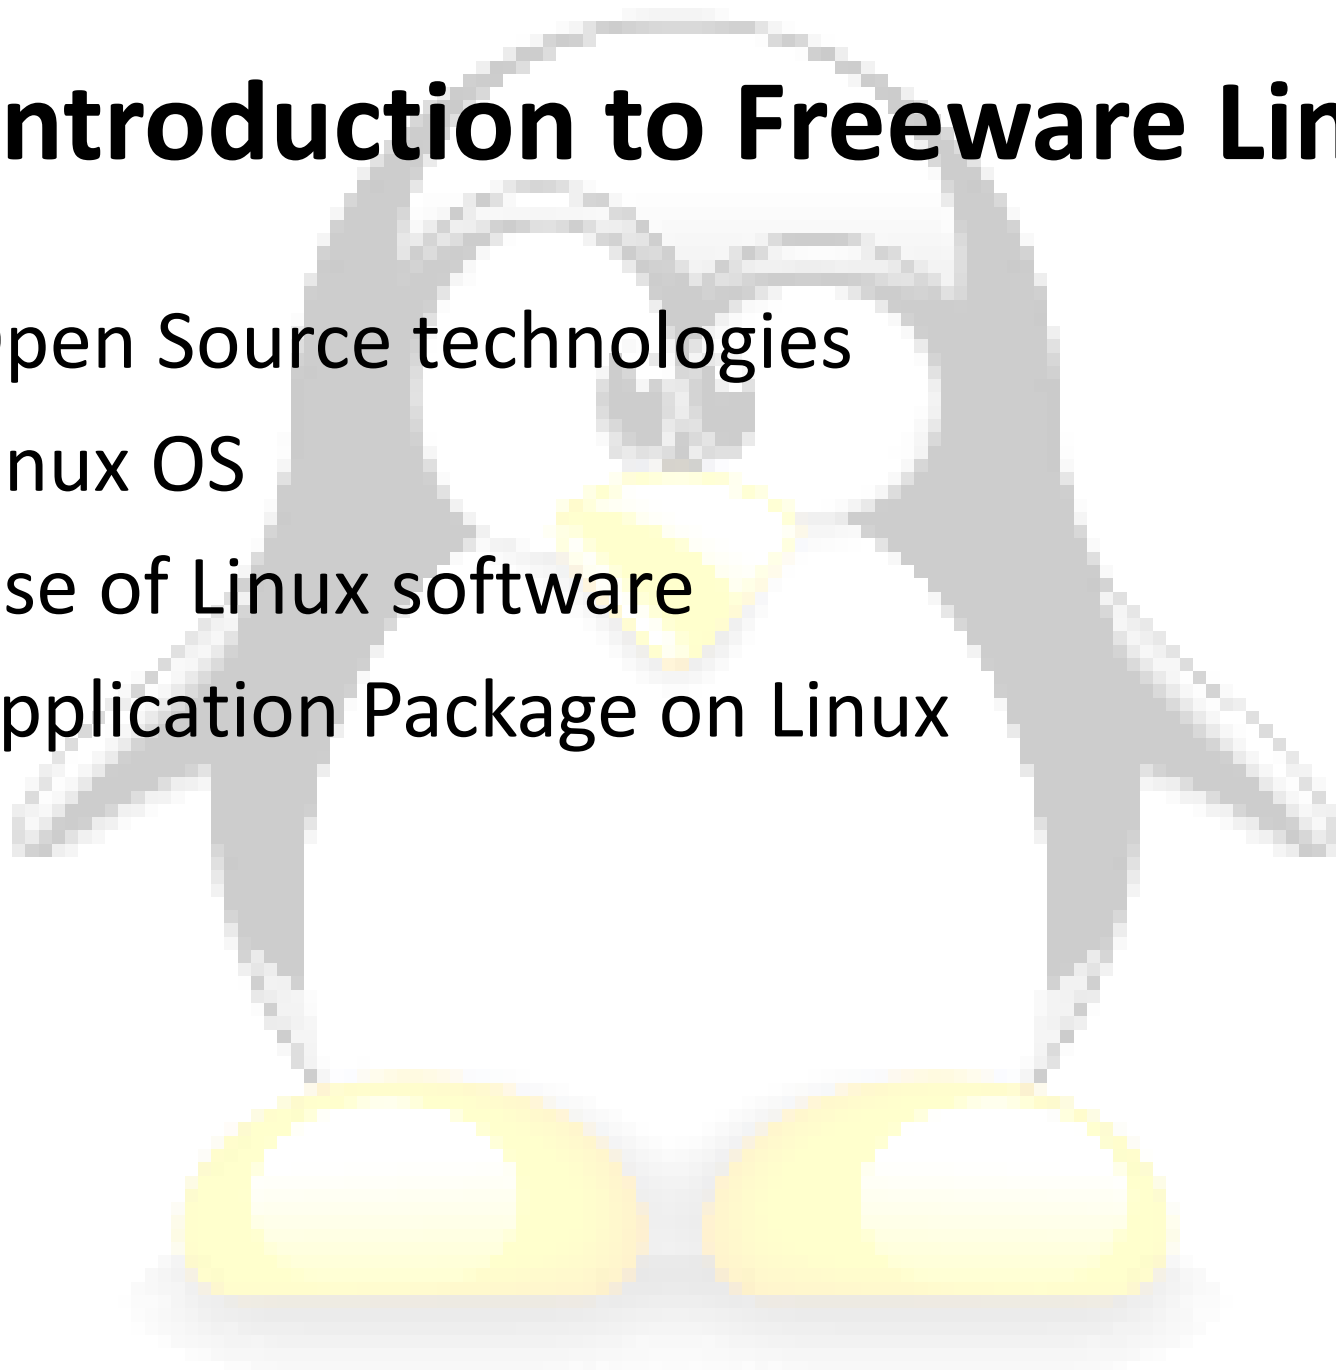 ntroduction to Freeware Lin
pen Source technologies
nux OS
se of Linux software
pplication Package on Linux